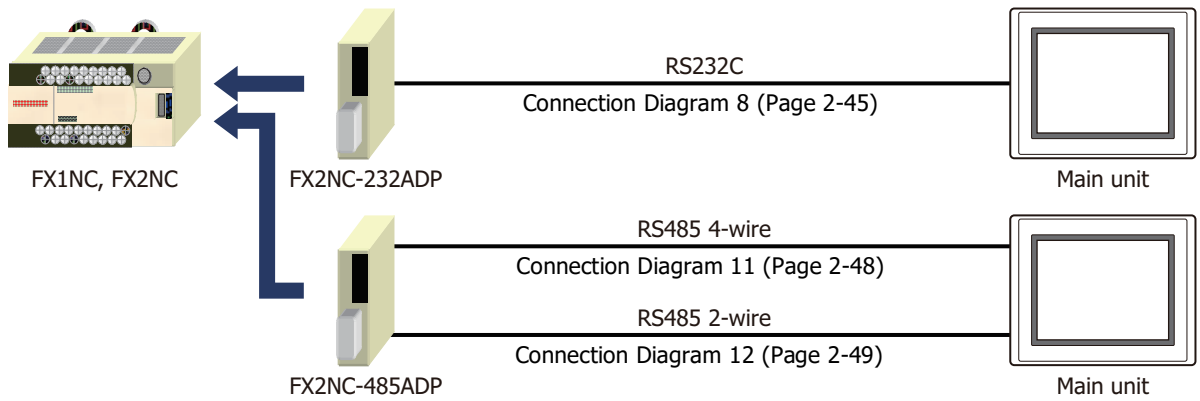 RS232C
Connection Diagram 8 (Page 2-45)
FX1NC, FX2NC
FX2NC-232ADP
Main unit
RS485 4-wire
Connection Diagram 11 (Page 2-48)
RS485 2-wire
Connection Diagram 12 (Page 2-49)
FX2NC-485ADP
Main unit